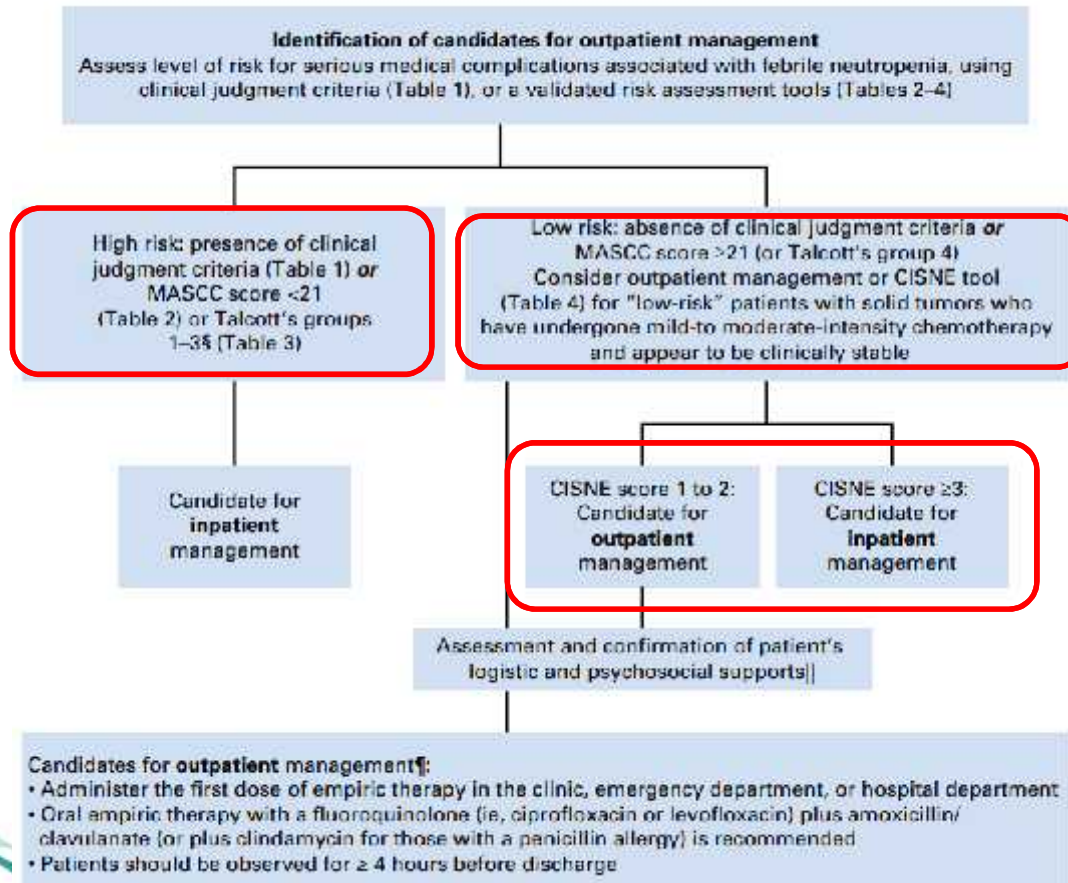 Identification of candidates for outpatient management
Assess level of risk for serious medical complications associated with febrile neutropenia, using
clinical judgment criteria (Table 1), or a validated risk assessment tools (Tables 2–4)
High risk: presence of clinical
judgment criteria (Table 1) or
MASCC score <21
(Table 2) or Talcott's groups
1–3§ (Table 3)
Low risk: absence of clinical judgment criteria or
MASCC score ≥21 (or Talcott's group 4)
Consider outpatient management or CISNE tool
(Table 4) for "low-risk" patients with solid tumors who
have undergone mild-to moderate-intensity chemotherapy
and appear to be clinically stable
Candidate for
inpatient
management
CISNE score 1 to 2:
Candidate for
outpatient
management
CISNE score ≥3:
Candidate for
inpatient
management
Assessment and confirmation of patient's
logistic and psychosocial supports||
Candidates for outpatient management¶:
• Administer the first dose of empiric therapy in the clinic, emergency department, or hospital department
• Oral empiric therapy with a fluoroquinolone (ie, ciprofloxacin or levofloxacin) plus amoxicillin/
clavulanate (or plus clindamycin for those with a penicillin allergy) is recommended
• Patients should be observed for ≥ 4 hours before discharge